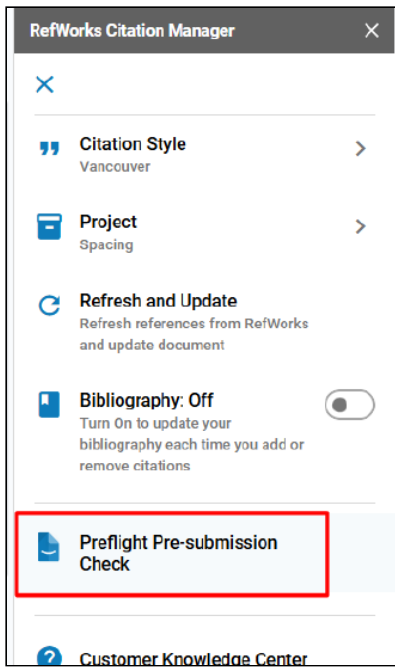 RefWorks Citation Manager
Citation Style
Vancouver
Project
Spacing
Refresh and Update
Refresh references from RefWorks
and update document
Bibliography: Off
Turn On to update your
bibliography each time you add or
remove citations
Preflight Pre-submission
Check
Customer Knowledge Center